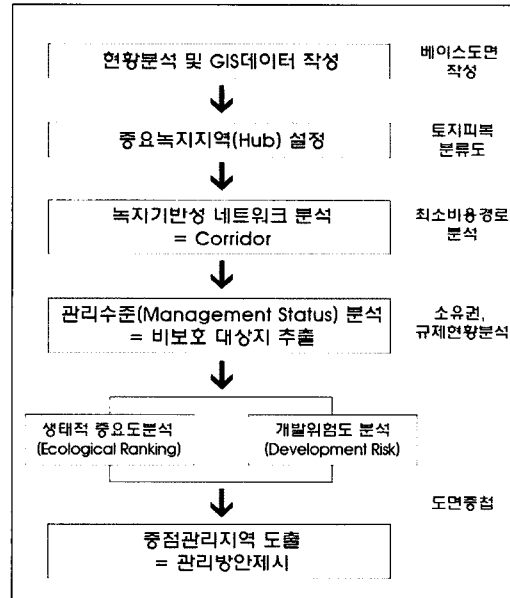 현황분석 및 GIS데이터 작성
베이스도면
작성
중요녹지지역(Hub) 설정
토지피복
분류도
녹지기반성 네트워크 분석
= Corridor
최소비용경로
분석
관리수준(Management Status) 분석
= 비보호 대상지 추출
소유권,
규제현황분석
생태적 중요도분석
(Ecological Ranking)
개발위험도 분석
(Development Risk)
도면중첩
중점관리지역 도출
= 관리방안제시